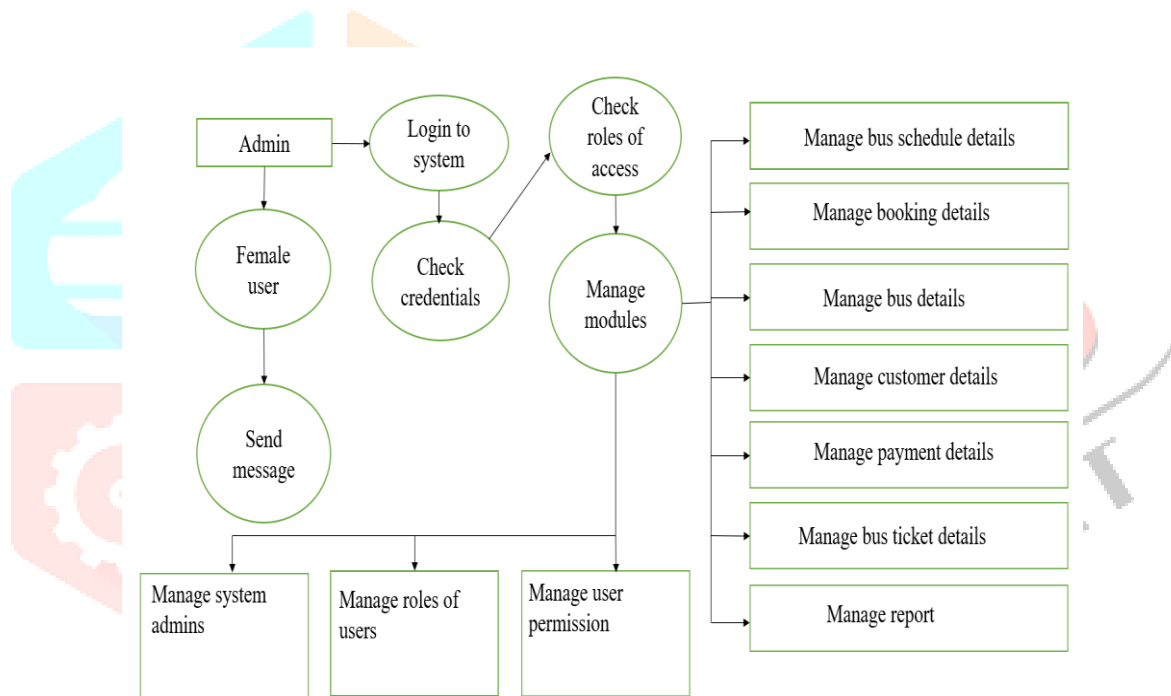 Admin
Login to
system
Check
roles of
access
Female
user
Check
credentials
Manage
modules
Send
message
Manage bus schedule details
Manage booking details
Manage bus details
Manage customer details
Manage payment details
Manage bus ticket details
Manage report
Manage system
admins
Manage roles of
users
Manage user
permission